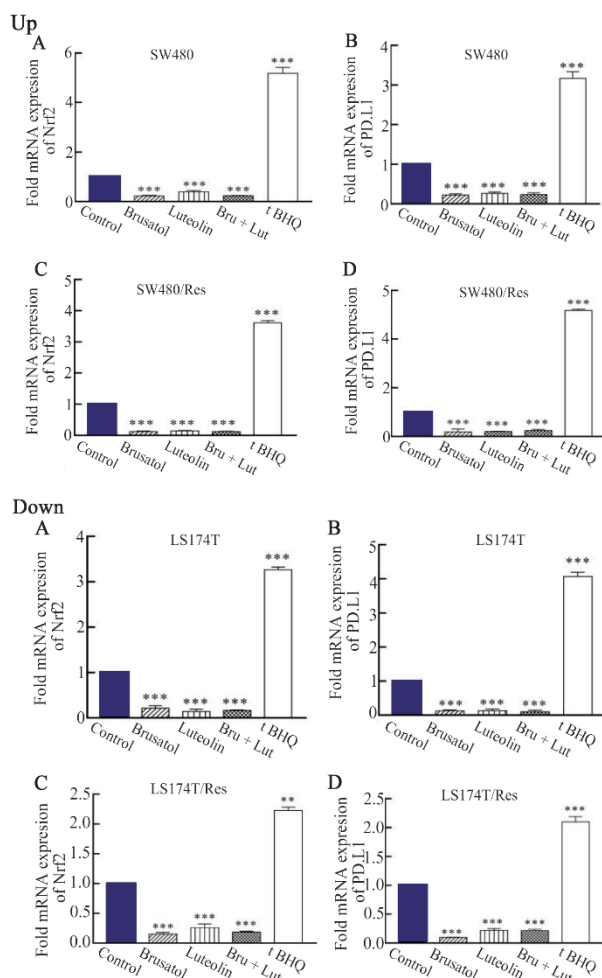 Up
A
SW480
Fold mRNA expresion
of Nrf2
6
4
2
0
***
***
***
***
Control
Brusatol
Luteolin
Bru + Lut
t BHQ
B
SW480
Fold mRNA expresion
of PD.L1
5
4
2
1
0
***
***
***
***
Control
Brusatol
Luteolin
Bru + Lut
t BHQ
C
SW480/Res
Fold mRNA expresion
of Nrf2
4
3
2
1
0
***
***
***
***
Control
Brusatol
Luteolin
Bru + Lut
t BHQ
D
SW480/Res
Fold mRNA expresion
of PD.L1
5
4
2
0
***
***
***
***
Control
Brusatol
Luteolin
Bru + Lut
t BHQ
Down
A
LS174T
Fold mRNA expresion
of Nrf2
4
3
2
1
0
***
***
***
***
Control
Brusatol
Luteolin
Bru + Lut
t BHQ
B
LS174T
Fold mRNA expresion
of PD.L1
5
4
2
1
0
***
***
***
***
Control
Brusatol
Luteolin
Bru + Lut
t BHQ
C
LS174T/Res
Fold mRNA expresion
of Nrf2
2.5
2.0
1.5
1.0
0.5
0.0
***
***
***
**
Control
Brusatol
Luteolin
Bru + Lut
t BHQ
D
LS174T/Res
Fold mRNA expresion
of PD.L1
2.5
2.0
1.5
1.0
0.5
0.0
***
***
***
***
Control
Brusatol
Luteolin
Bru + Lut
t BHQ